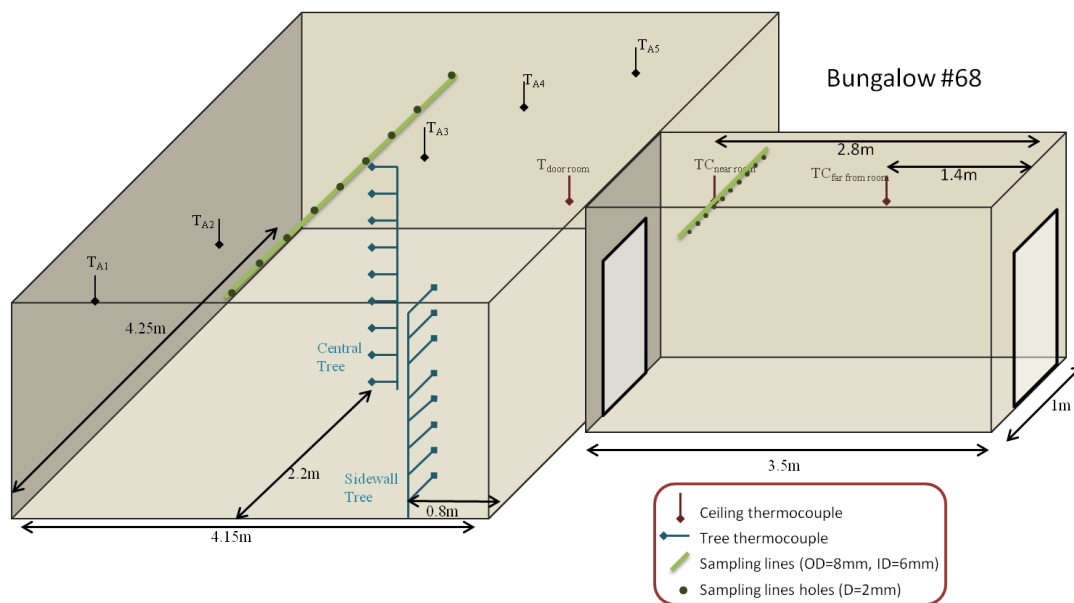 Bungalow #68
TA5
TA4
TA3
TA2
TA1
Tdoor room
TCnear room
TCfar from room
2.8m
1.4m
4.25m
Central
Tree
2.2m
Sidewall
Tree
0.8m
4.15m
3.5m
1m
Ceiling thermocouple
Tree thermocouple
Sampling lines (OD=8mm, ID=6mm)
Sampling lines holes (D=2mm)